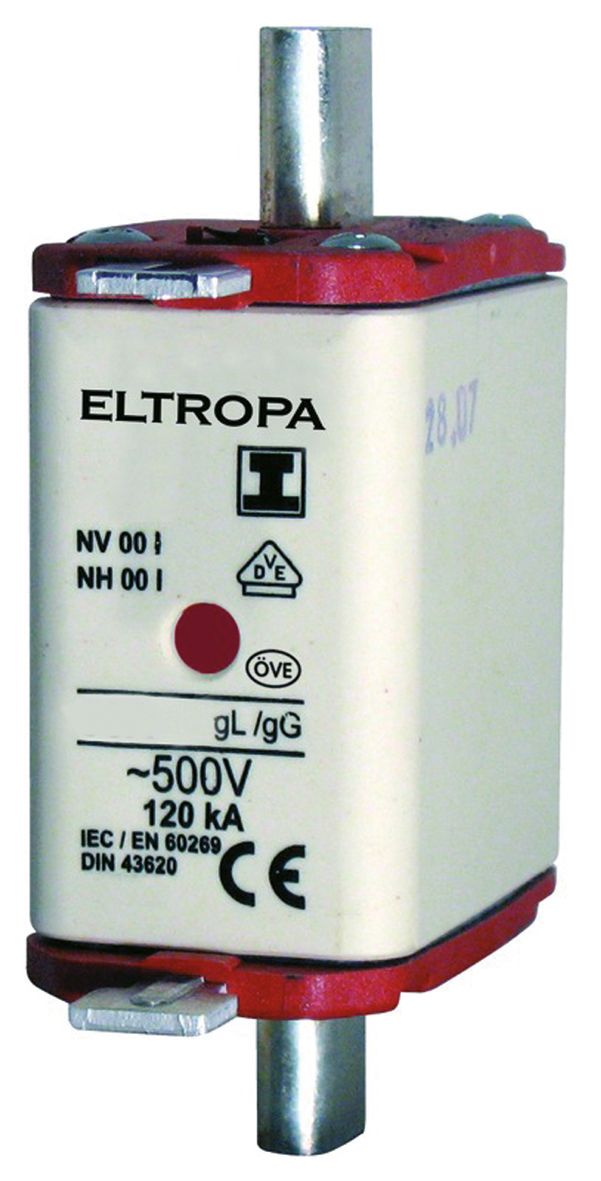 ELTROPA
28.07
NV 00 I
NH 00 I
DVE
ÖVE
gL /gG
~500V
120 kA
IEC / EN 60269
DIN 43620
CE